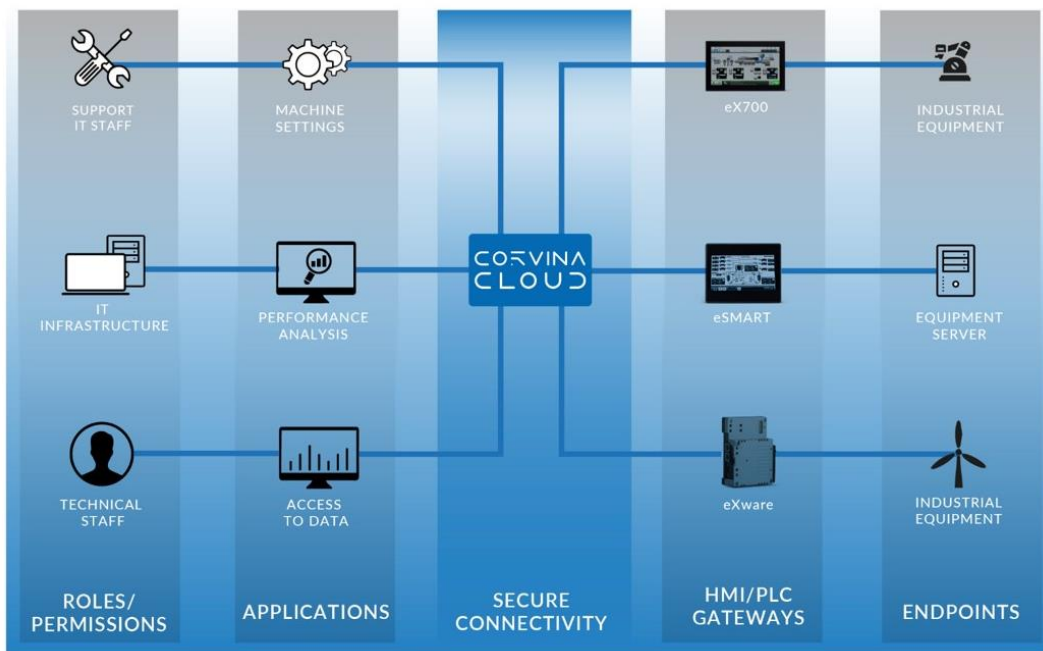 SUPPORT
IT STAFF
MACHINE
SETTINGS
eX700
INDUSTRIAL
EQUIPMENT
CORVINA
CLOUD
IT
INFRASTRUCTURE
PERFORMANCE
ANALYSIS
eSMART
EQUIPMENT
SERVER
TECHNICAL
STAFF
ACCESS
TO DATA
eXware
INDUSTRIAL
EQUIPMENT
ROLES/
PERMISSIONS
APPLICATIONS
SECURE
CONNECTIVITY
HMI/PLC
GATEWAYS
ENDPOINTS